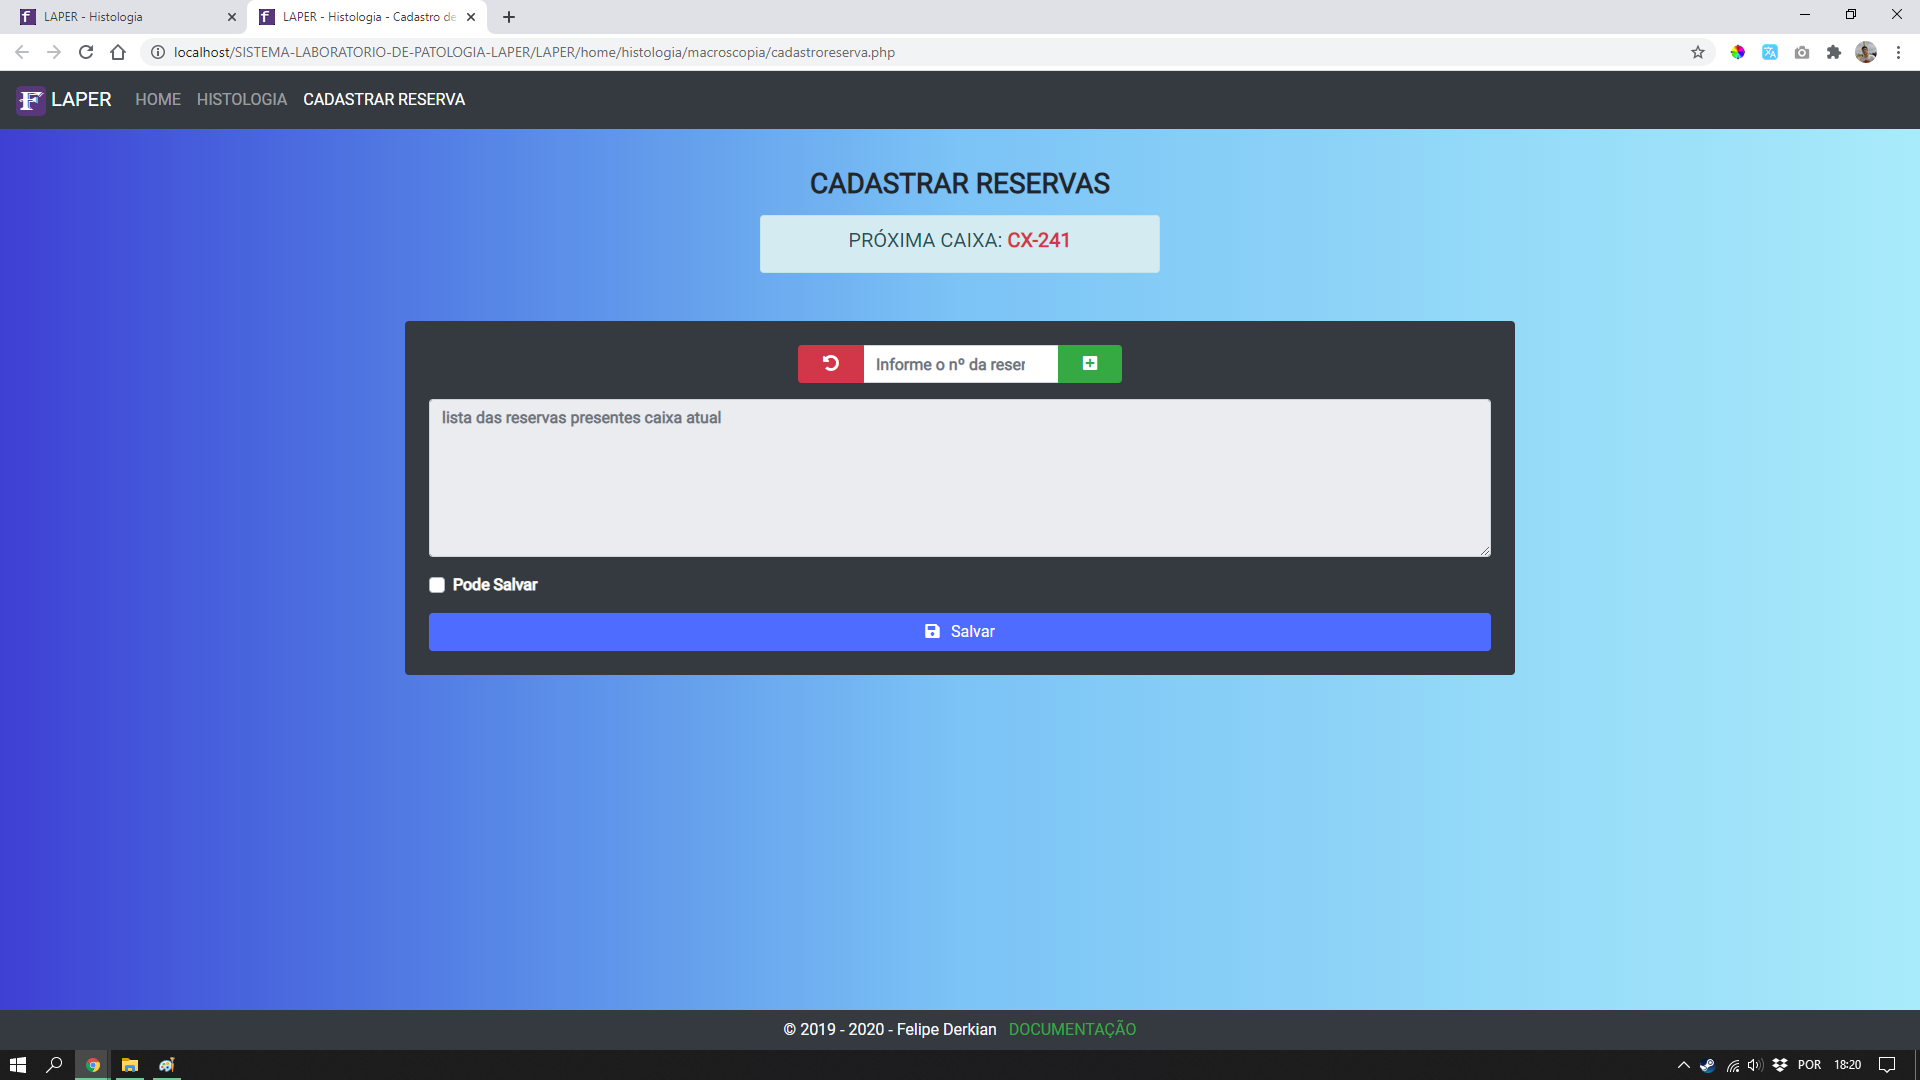 LAPER - Histologia
LAPER - Histologia - Cadastro de
localhost/SISTEMA-LABORATORIO-DE-PATOLOGIA-LAPER/LAPER/home/histologia/macroscopia/cadastroreserva.php
LAPER HOME HISTOLOGIA CADASTRAR RESERVA
CADASTRAR RESERVAS
PRÓXIMA CAIXA: CX-241
Informe o nº da reser
lista das reservas presentes caixa atual
Pode Salvar
Salvar
© 2019 - 2020 - Felipe Derkian DOCUMENTAÇÃO
POR 18:20